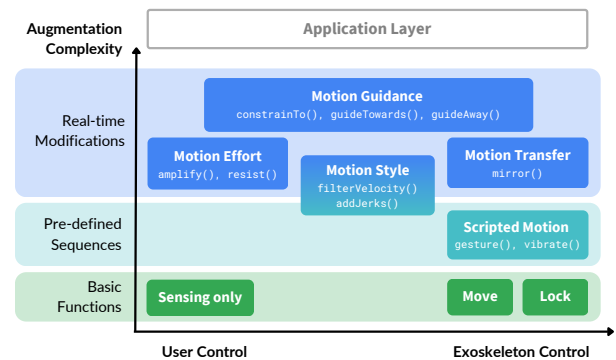 Augmentation
Complexity
Application Layer
Real-time
Modifications
Motion Guidance
constrainTo(), guideTowards(), guideAway()
Motion Effort
amplify(), resist()
Motion Style
filterVelocity()
addJerks()
Motion Transfer
mirror()
Pre-defined
Sequences
Scripted Motion
gesture(), vibrate()
Basic
Functions
Sensing only
Move
Lock
User Control
Exoskeleton Control